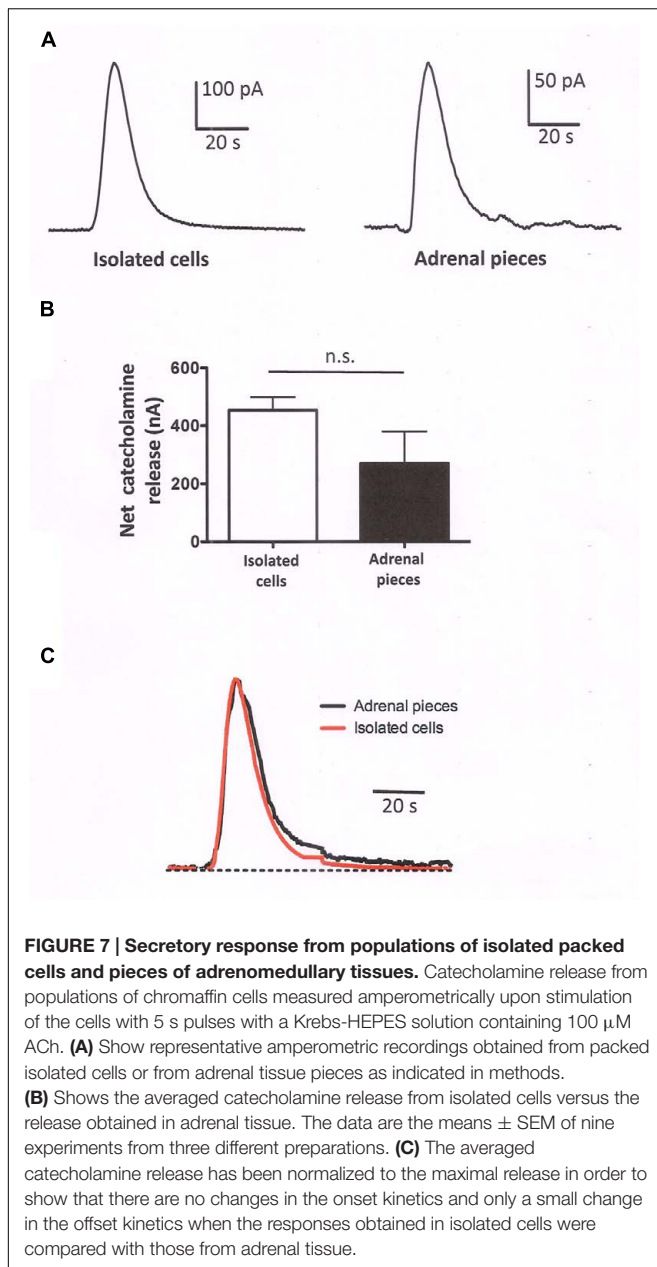 A
100 pA
20 s
50 pA
20 s
Isolated cells
Adrenal pieces
B
n.s.
Net catecholamine
release (nA)
600
400
200
0
Isolated
cells
Adrenal
pieces
C
Adrenal pieces
Isolated cells
20 s
FIGURE 7 | Secretory response from populations of isolated packed
cells and pieces of adrenomedullary tissues. Catecholamine release from
populations of chromaffin cells measured amperometrically upon stimulation
of the cells with 5 s pulses with a Krebs-HEPES solution containing 100 μM
ACh. (A) Show representative amperometric recordings obtained from packed
isolated cells or from adrenal tissue pieces as indicated in methods.
(B) Shows the averaged catecholamine release from isolated cells versus the
release obtained in adrenal tissue. The data are the means ± SEM of nine
experiments from three different preparations. (C) The averaged
catecholamine release has been normalized to the maximal release in order to
show that there are no changes in the onset kinetics and only a small change
in the offset kinetics when the responses obtained in isolated cells were
compared with those from adrenal tissue.